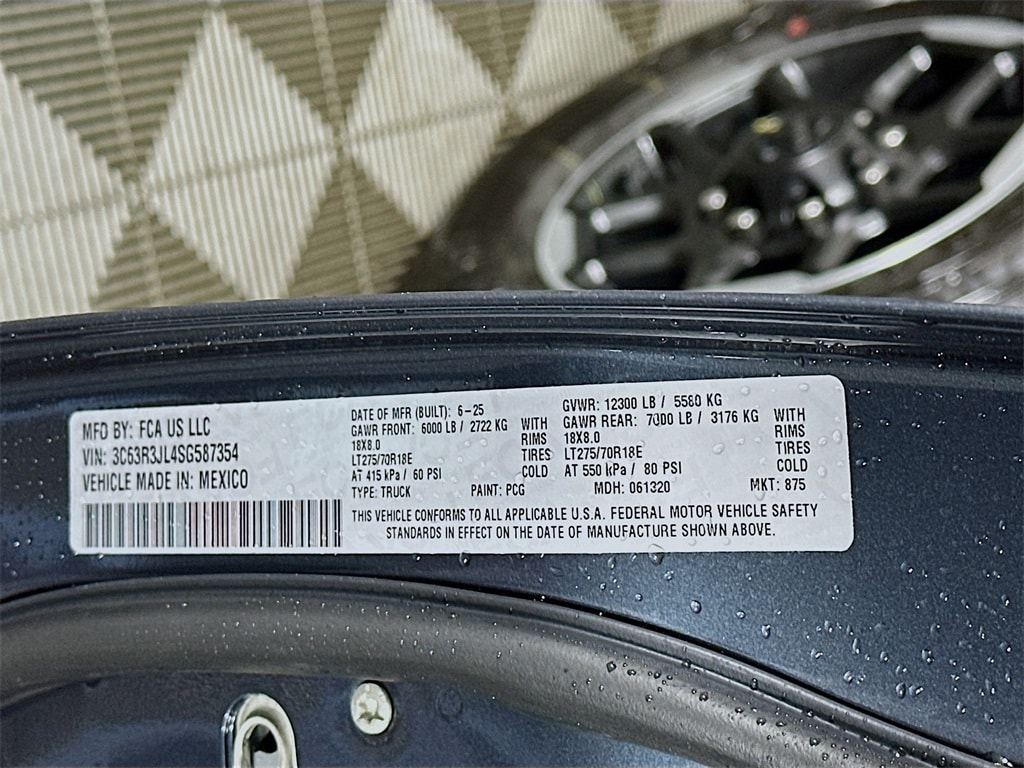 MFD BY: FCA US LLC
VIN: 3C63R3JL4SG587354
VEHICLE MADE IN: MEXICO
DATE OF MFR (BUILT): 6-25
GAWR FRONT: 6000 LB / 2722 KG WITH
18X8.0 RIMS
LT275/70R18E TIRES
AT 415 kPa / 60 PSI COLD
GVWR: 12300 LB / 5580 KG
GAWR REAR: 7000 LB / 3176 KG WITH
18X8.0 RIMS
LT275/70R18E TIRES
AT 550 kPa / 80 PSI COLD
TYPE: TRUCK PAINT: PCG MDH: 061320 MKT: 875
THIS VEHICLE CONFORMS TO ALL APPLICABLE U.S.A. FEDERAL MOTOR VEHICLE SAFETY
STANDARDS IN EFFECT ON THE DATE OF MANUFACTURE SHOWN ABOVE.